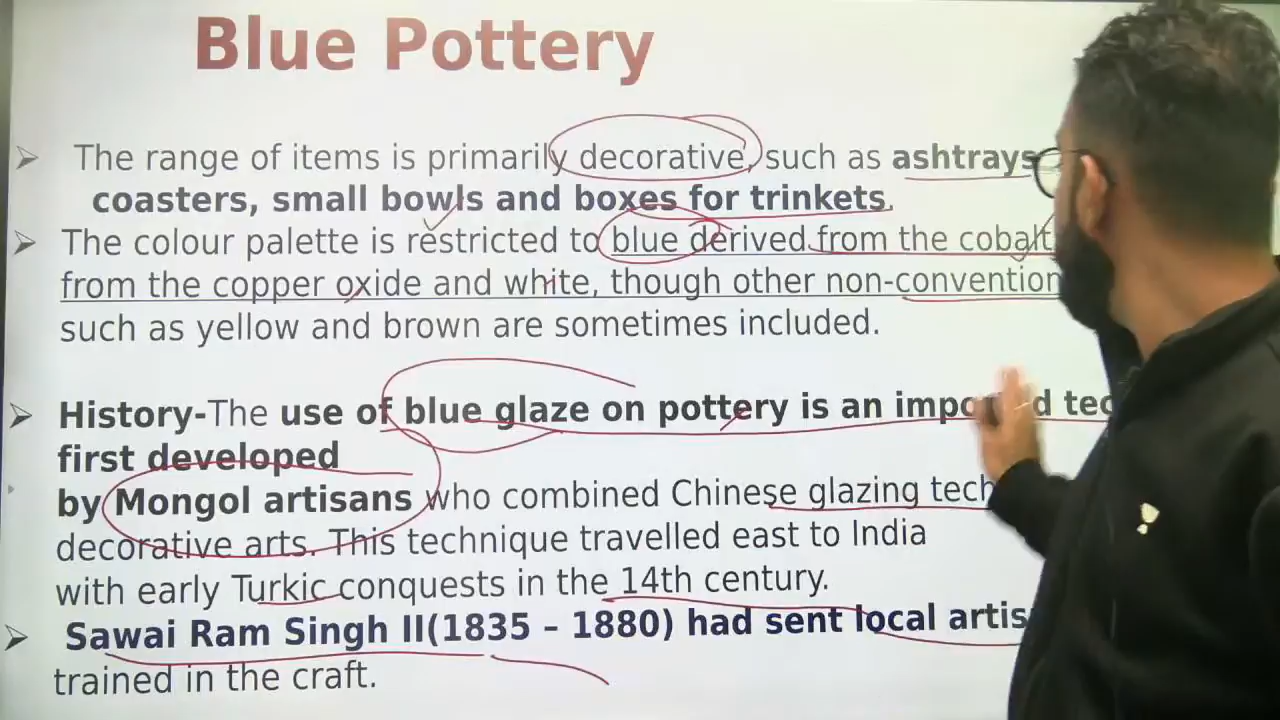 Blue Pottery
The range of items is primarily decorative, such as ashtrays
coasters, small bowls and boxes for trinkets.
The colour palette is restricted to blue derived from the cobalt
from the copper oxide and white, though other non-convention
such as yellow and brown are sometimes included.
History-The use of blue glaze on pottery is an
first developed
by Mongol artisans who combined Chinese glazing
decorative arts. This technique travelled east to India
with early Turkic conquests in the 14th century.
Sawai Ram Singh II(1835 – 1880) had sent local
trained in the craft.